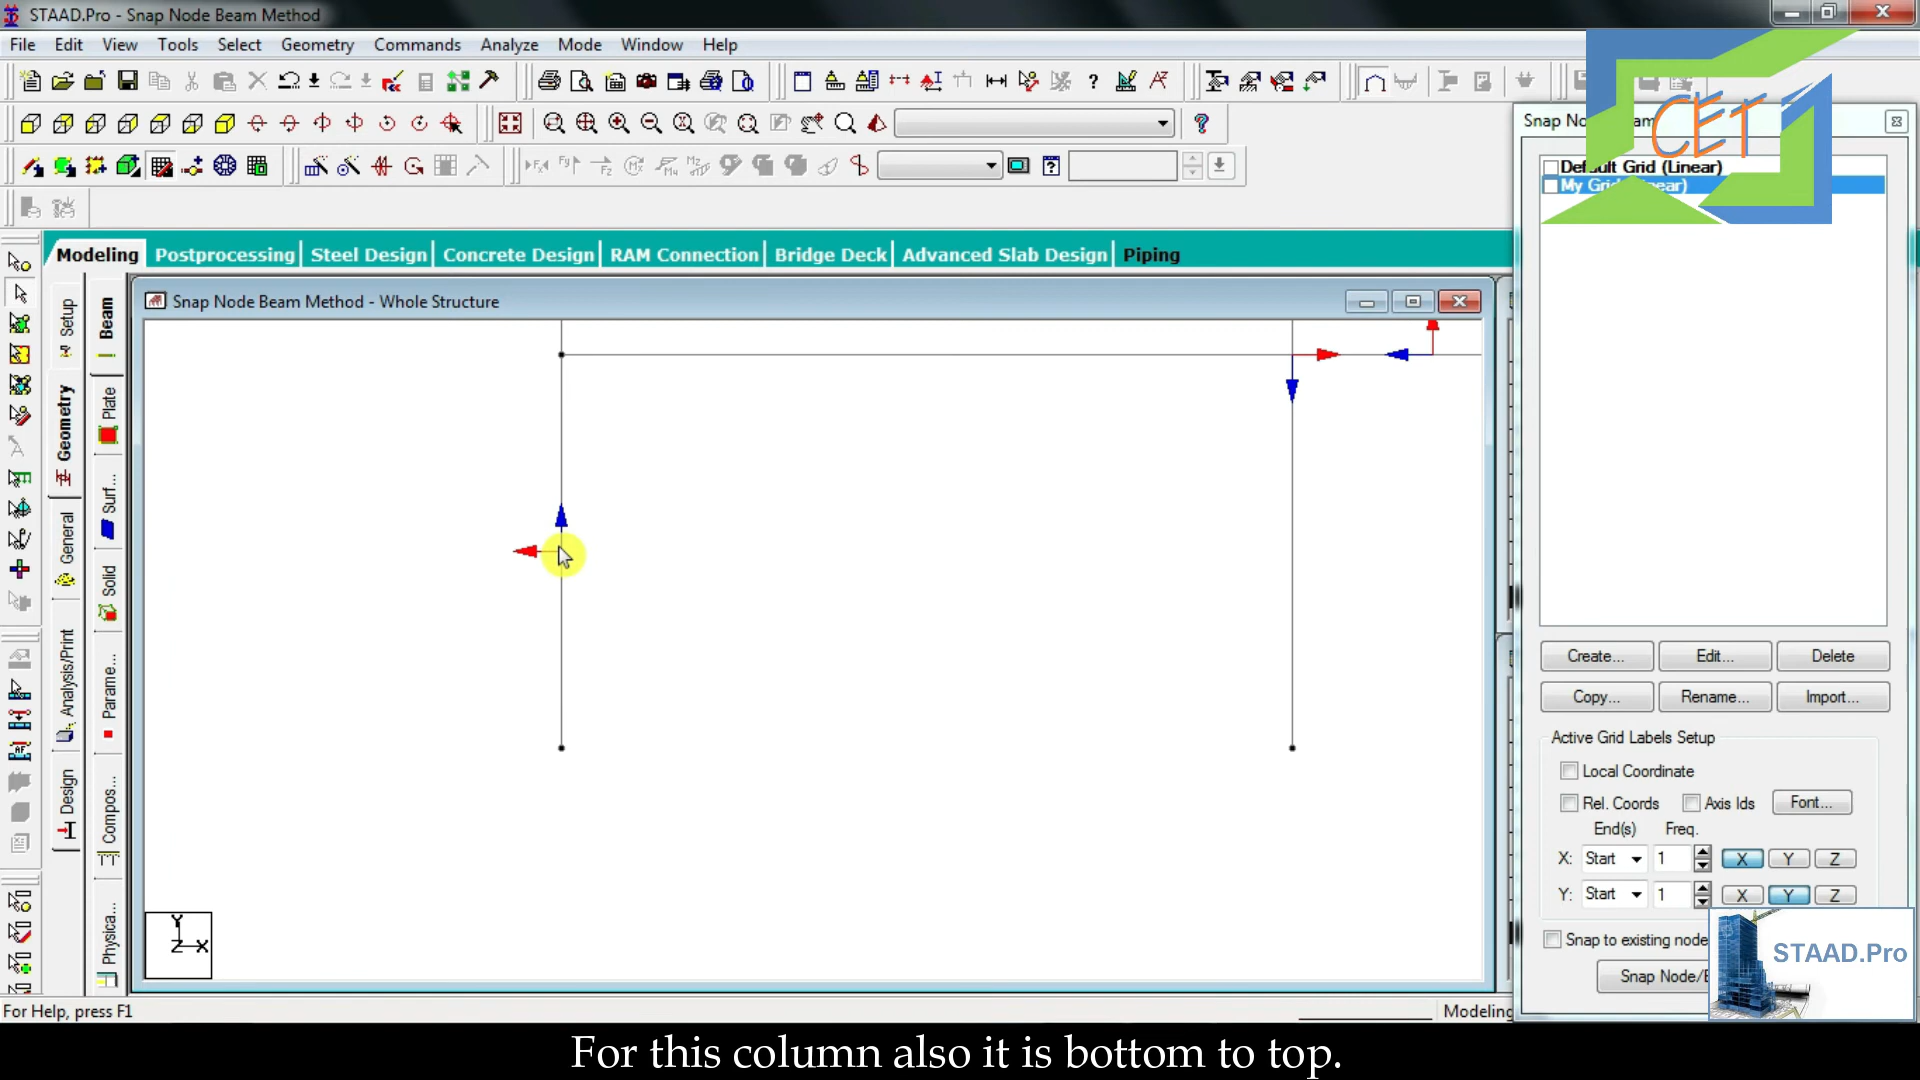 STAAD.Pro - Snap Node Beam Method
File Edit View Tools Select Geometry Commands Analyze Mode Window Help
CET
Default Grid (Linear)
Modeling Postprocessing Steel Design Concrete Design RAM Connection Bridge Deck Advanced Slab Design Piping
Snap Node Beam Method - Whole Structure
Setup
Geometry
General
Analysis/Print
Design
Beam
Plate
Surf...
Solid
Parame...
Compos...
Physica...
Y
Z X
Create... Edit... Delete
Copy... Rename... Import...
Active Grid Labels Setup
Local Coordinate
Rel. Coords Axis Ids Font...
End(s) Freq.
X: Start 1 X Y Z
Y: Start 1 X Y Z
Snap to existing node
Snap Node/
STAAD.Pro
For Help, press F1
Modeling
For this column also it is bottom to top.